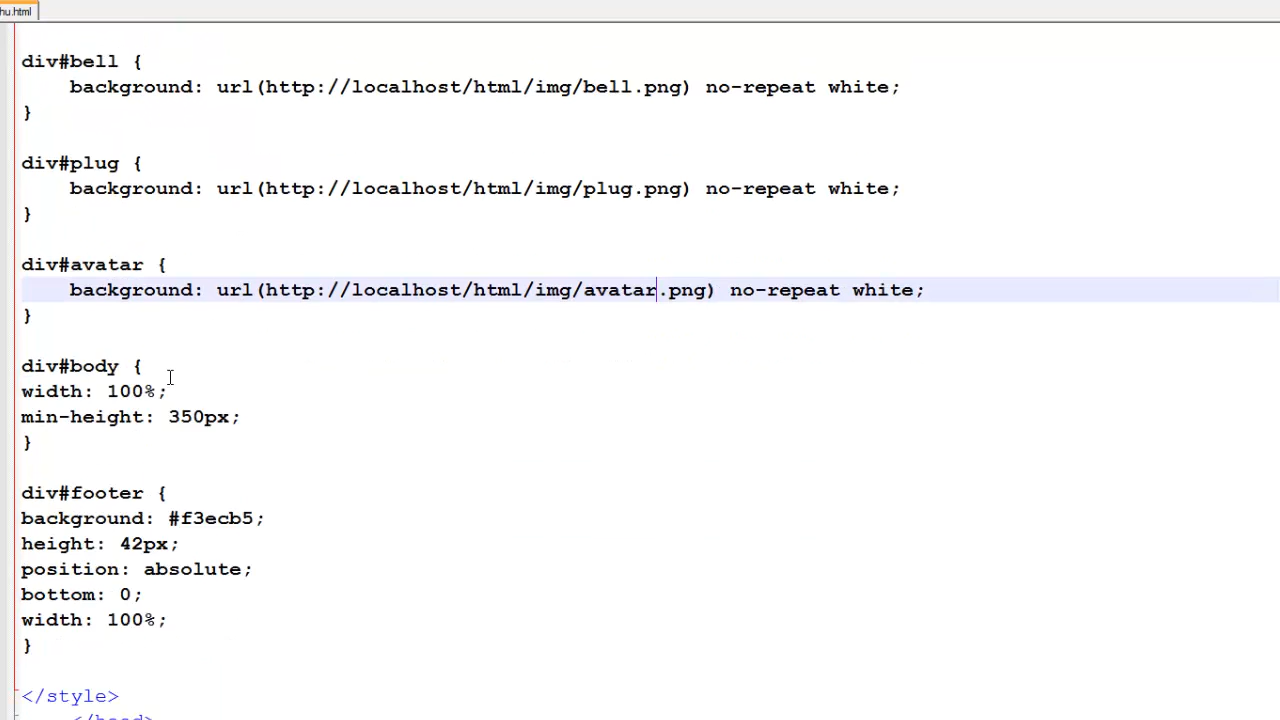 hu.html
div#bell {
    background: url(http://localhost/html/img/bell.png) no-repeat white;
}
div#plug {
    background: url(http://localhost/html/img/plug.png) no-repeat white;
}
div#avatar {
    background: url(http://localhost/html/img/avatar.png) no-repeat white;
}
div#body {
width: 100%;
min-height: 350px;
}
div#footer {
background: #f3ecb5;
height: 42px;
position: absolute;
bottom: 0;
width: 100%;
}
</style>
    </head>